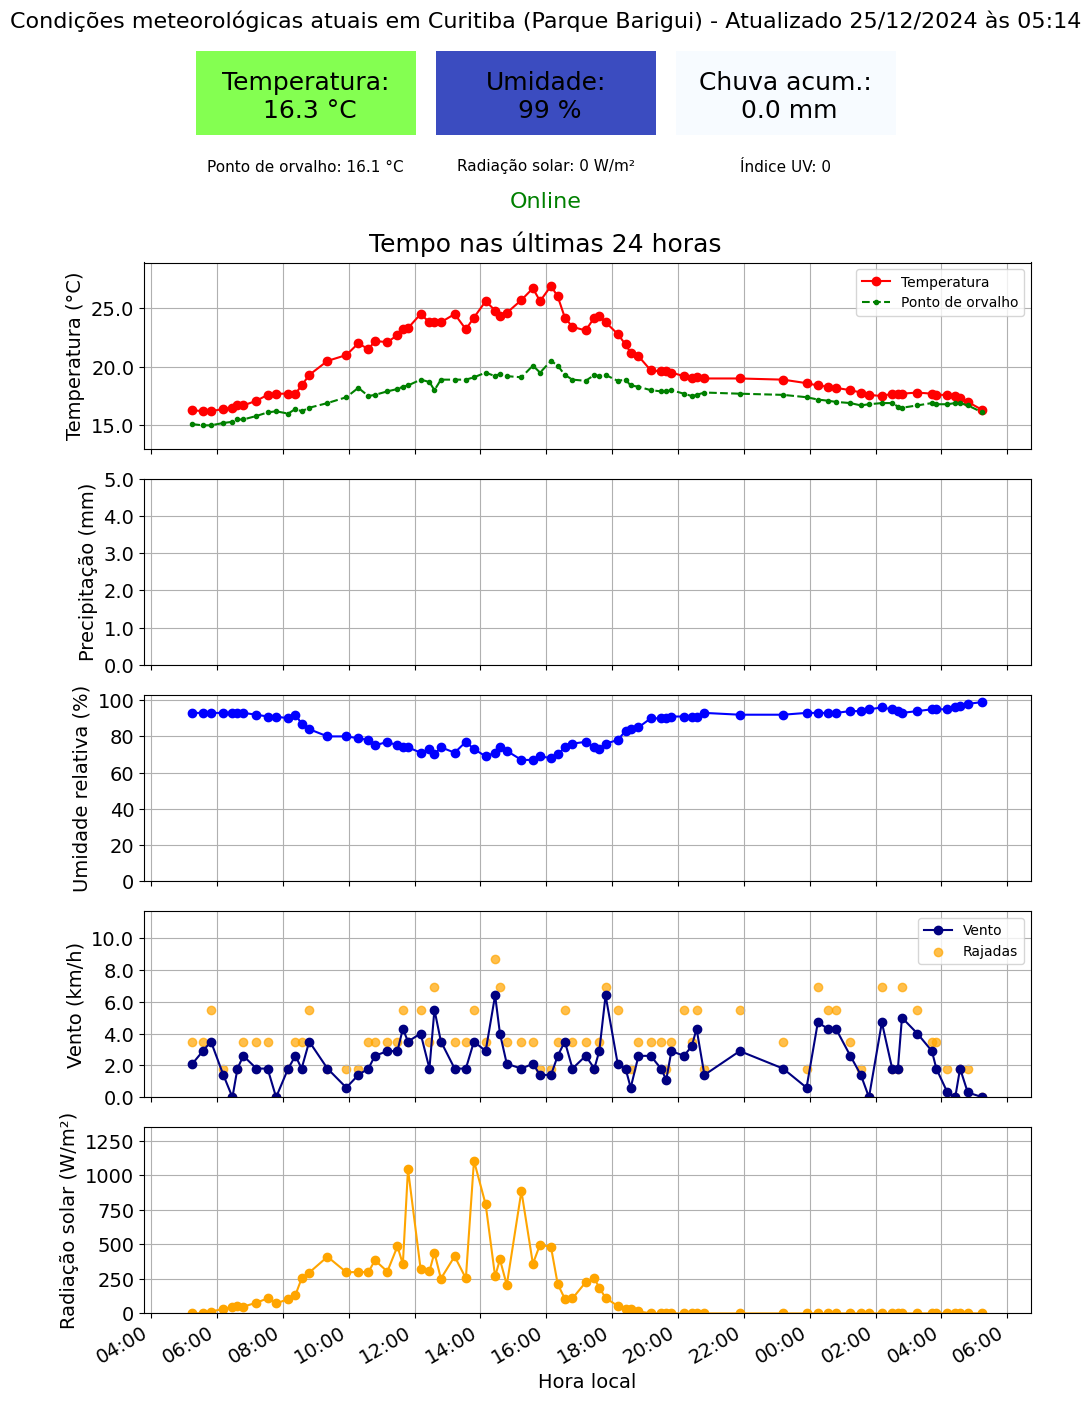 Condições meteorológicas atuais em Curitiba (Parque Barigui) - Atualizado 25/12/2024 às 05:14
Temperatura:
16.3 °C
Umidade:
99 %
Chuva acum.:
0.0 mm
Ponto de orvalho: 16.1 °C
Radiação solar: 0 W/m²
Índice UV: 0
Online
Tempo nas últimas 24 horas
Temperatura (°C)
25.0
20.0
15.0
Temperatura
Ponto de orvalho
Precipitação (mm)
5.0
4.0
3.0
2.0
1.0
0.0
Umidade relativa (%)
100
80
60
40
20
0
Vento (km/h)
10.0
8.0
6.0
4.0
2.0
0.0
Vento
Rajadas
Radiação solar (W/m²)
1250
1000
750
500
250
0
04:00
06:00
08:00
10:00
12:00
14:00
16:00
18:00
20:00
22:00
00:00
02:00
04:00
06:00
Hora local